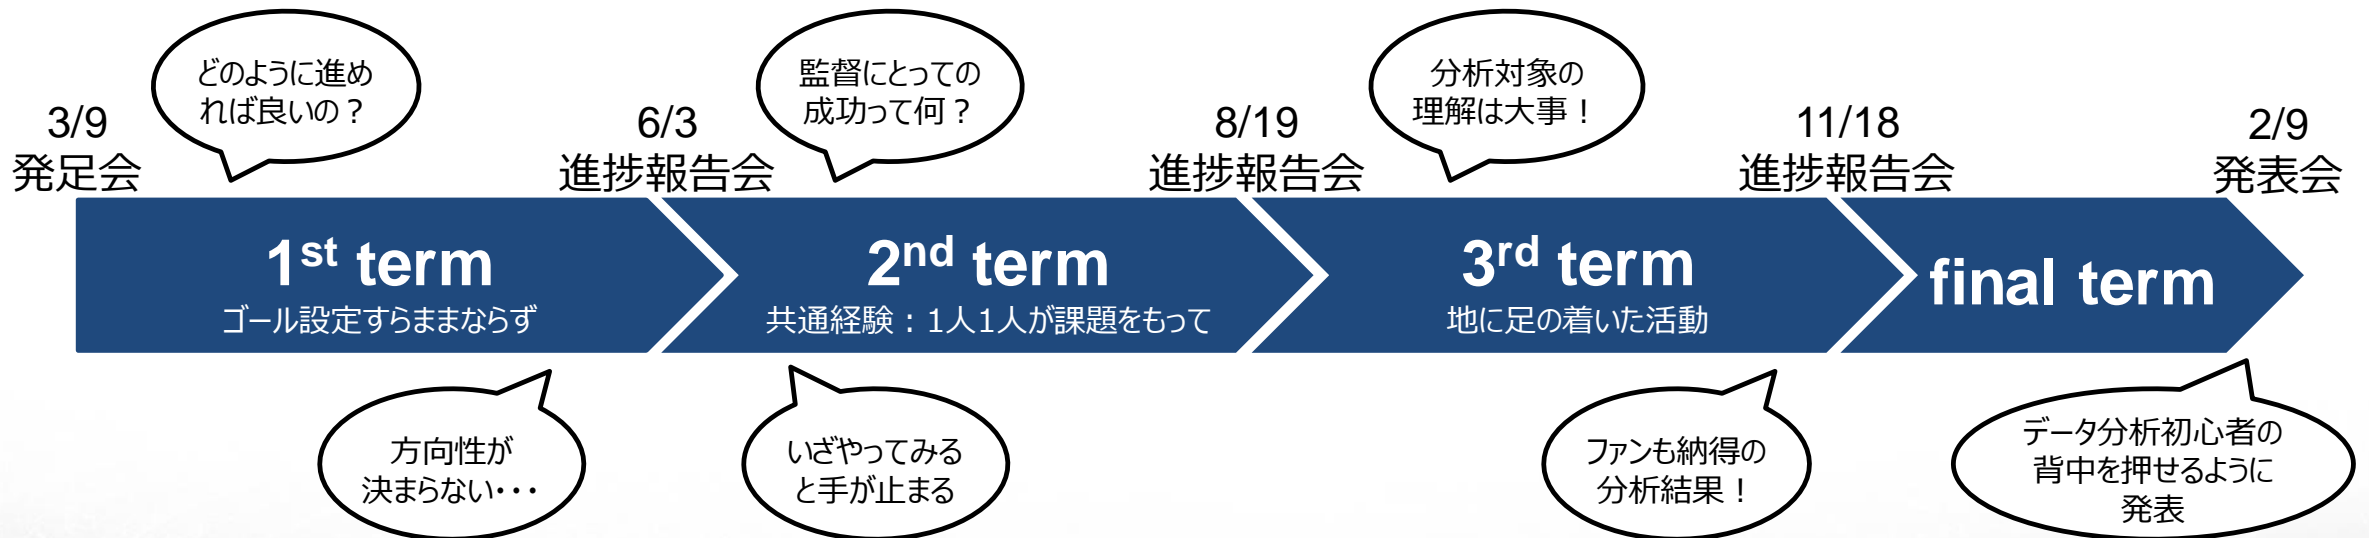 どのように進め
れば良いの？
監督にとっての
成功って何？
分析対象の
理解は大事！
3/9
発足会
6/3
進捗報告会
8/19
進捗報告会
11/18
進捗報告会
2/9
発表会
1st term
ゴール設定すらままならず
2nd term
共通経験：1人1人が課題をもって
3rd term
地に足の着いた活動
final term
方向性が
決まらない・・・
いざやってみる
と手が止まる
ファンも納得の
分析結果！
データ分析初心者の
背中を押せるように
発表